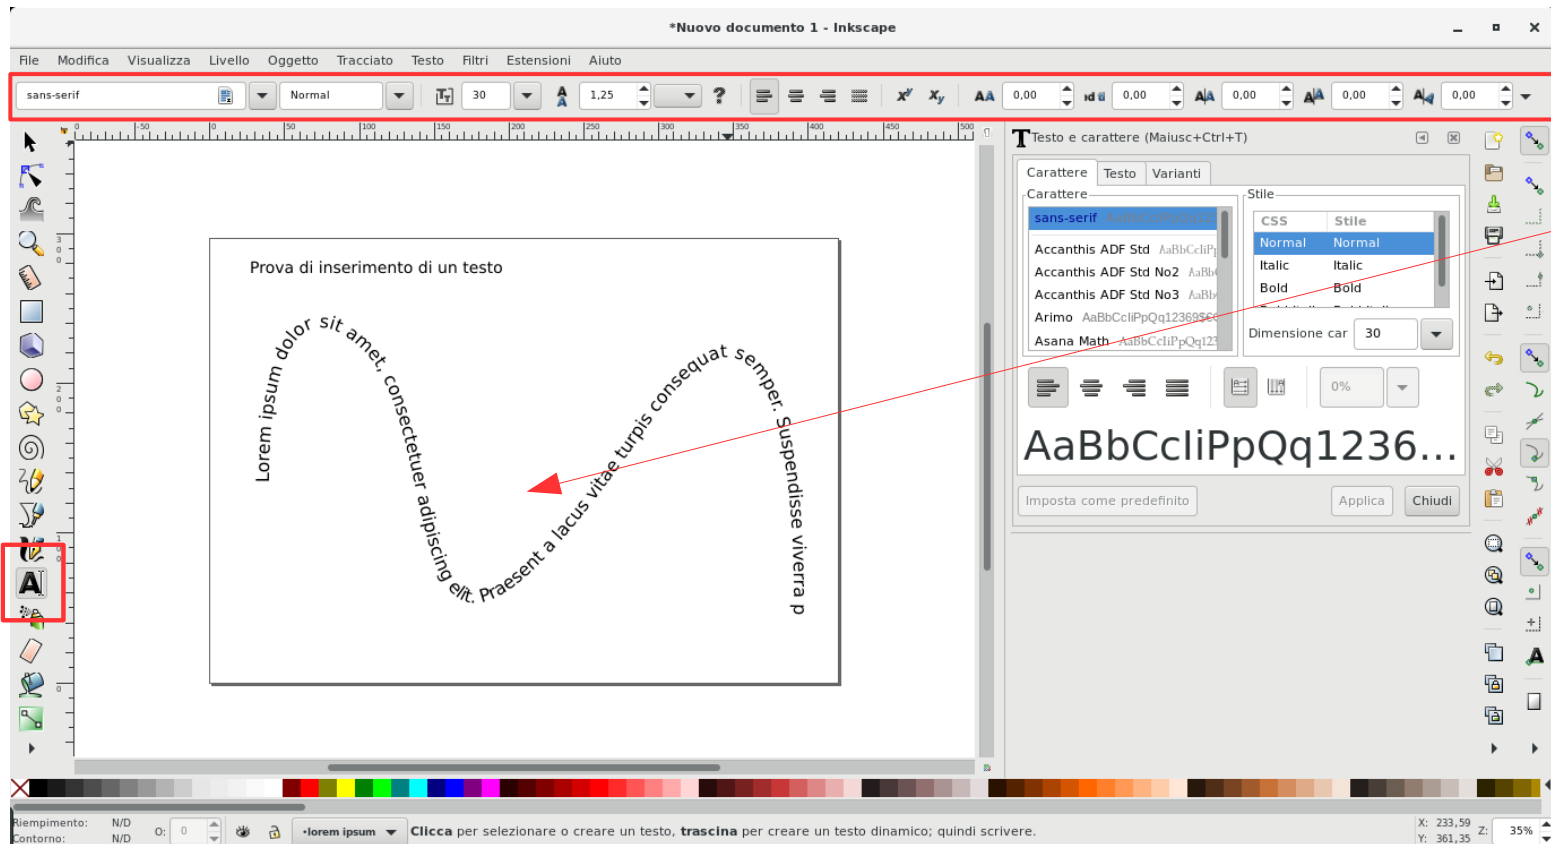 *Nuovo documento 1 - Inkscape
File Modifica Visualizza Livello Oggetto Tracciato Testo Filtri Estensioni Aiuto
sans-serif Normal 30 1,25 0,00 0,00 0,00 0,00 0,00
Testo e carattere (Maiusc+Ctrl+T)
Carattere Testo Varianti
Carattere Stile
sans-serif
CSS Stile
Normal Normal
Accanthis ADF Std AaBbCcIiPp
Italic Italic
Accanthis ADF Std No2 AaBb
Bold Bold
Accanthis ADF Std No3 AaBb
Arimo AaBbCcIiPpQq12369$€
Asana Math AaBbCcIiPpQq123
Dimensione car 30
0%
AaBbCcIiPpQq1236...
Imposta come predefinito Applica Chiudi
Prova di inserimento di un testo
Lorem ipsum dolor sit amet, consectetuer adipiscing elit. Praesent a lacus vitae turpis consequat semper. Suspendisse viverra p
Riempimento: N/D
Contorno: N/D
O: 0
•lorem ipsum
Clicca per selezionare o creare un testo, trascina per creare un testo dinamico; quindi scrivere.
X: 233,59
Y: 361,35
Z: 35%